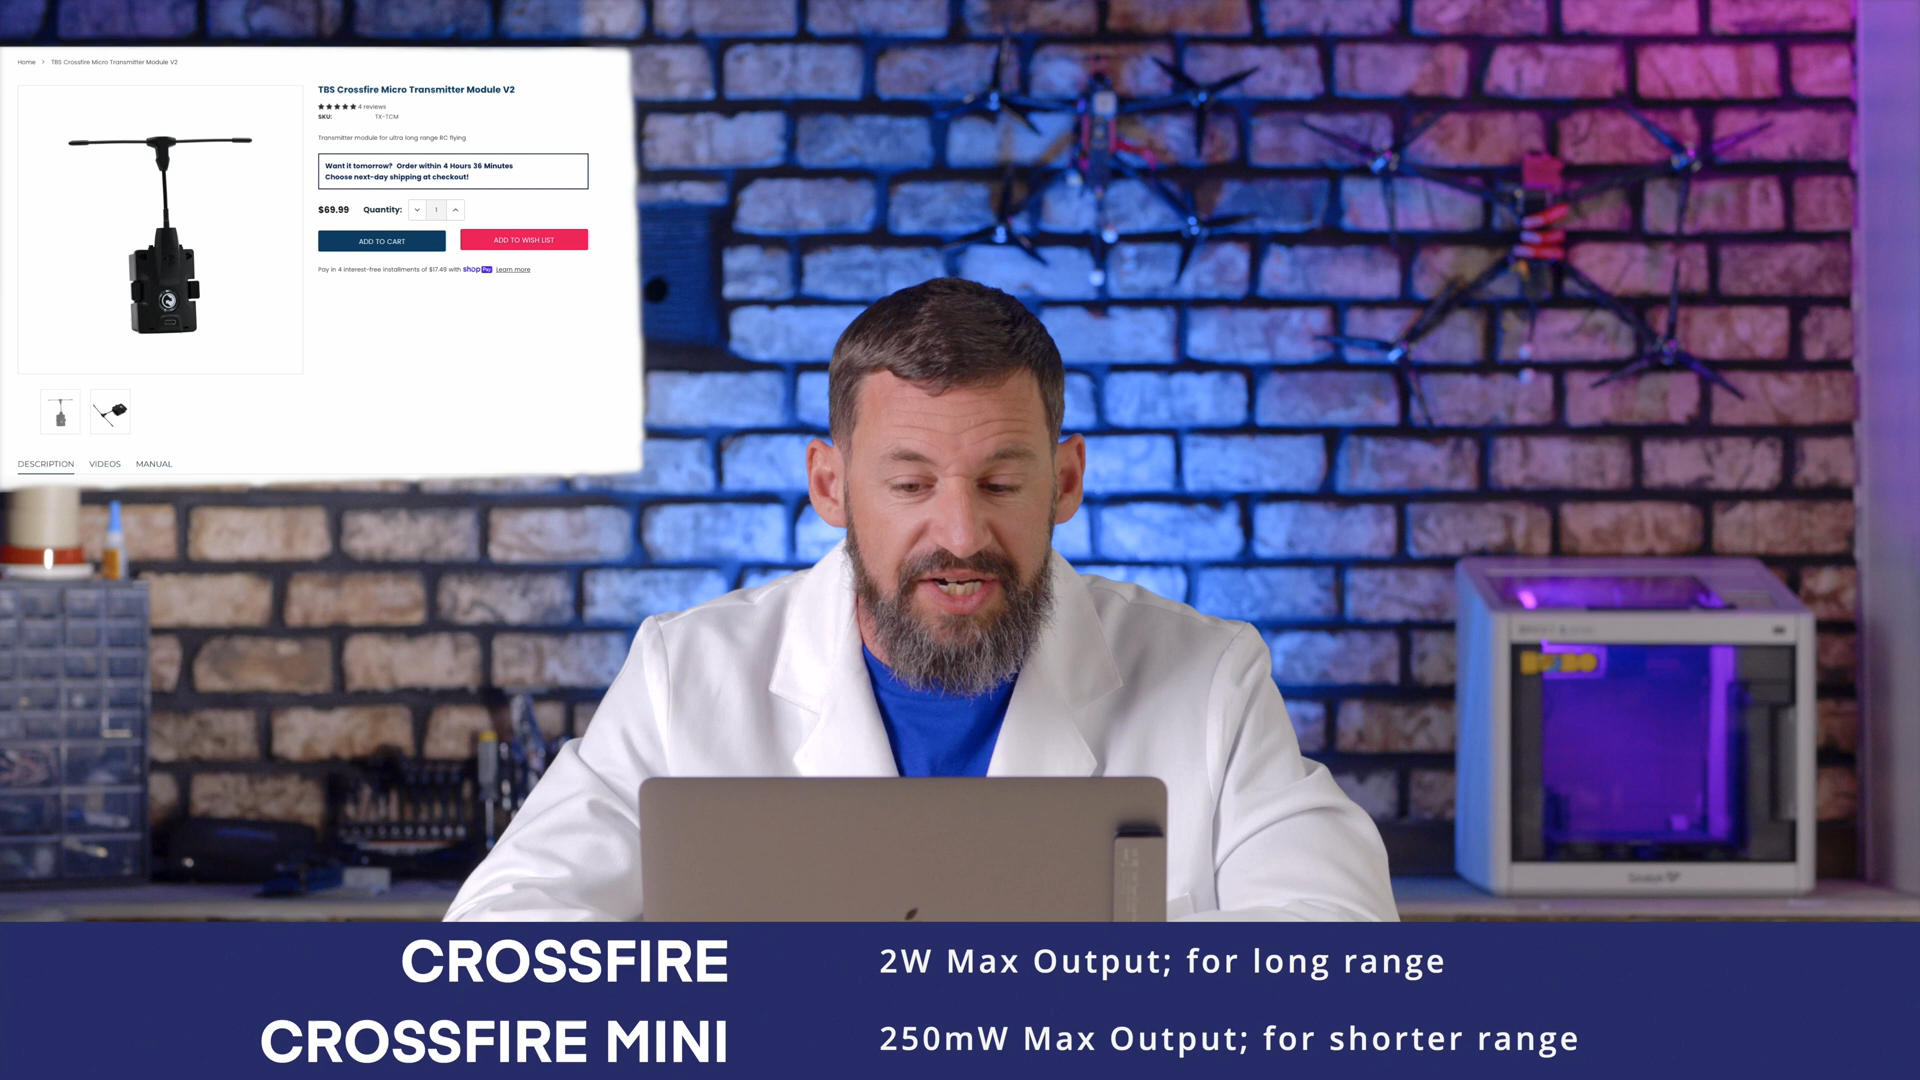 Home > TBS Crossfire Micro Transmitter Module V2
TBS Crossfire Micro Transmitter Module V2
4 reviews
SKU: TX-TCM
Transmitter module for ultra long range RC flying
Want it tomorrow? Order within 4 Hours 36 Minutes
Choose next-day shipping at checkout!
$69.99 Quantity: 1
ADD TO CART ADD TO WISH LIST
Pay in 4 interest-free installments of $17.49 with shop Pay Learn more
DESCRIPTION VIDEOS MANUAL
CROSSFIRE 2W Max Output; for long range
CROSSFIRE MINI 250mW Max Output; for shorter range